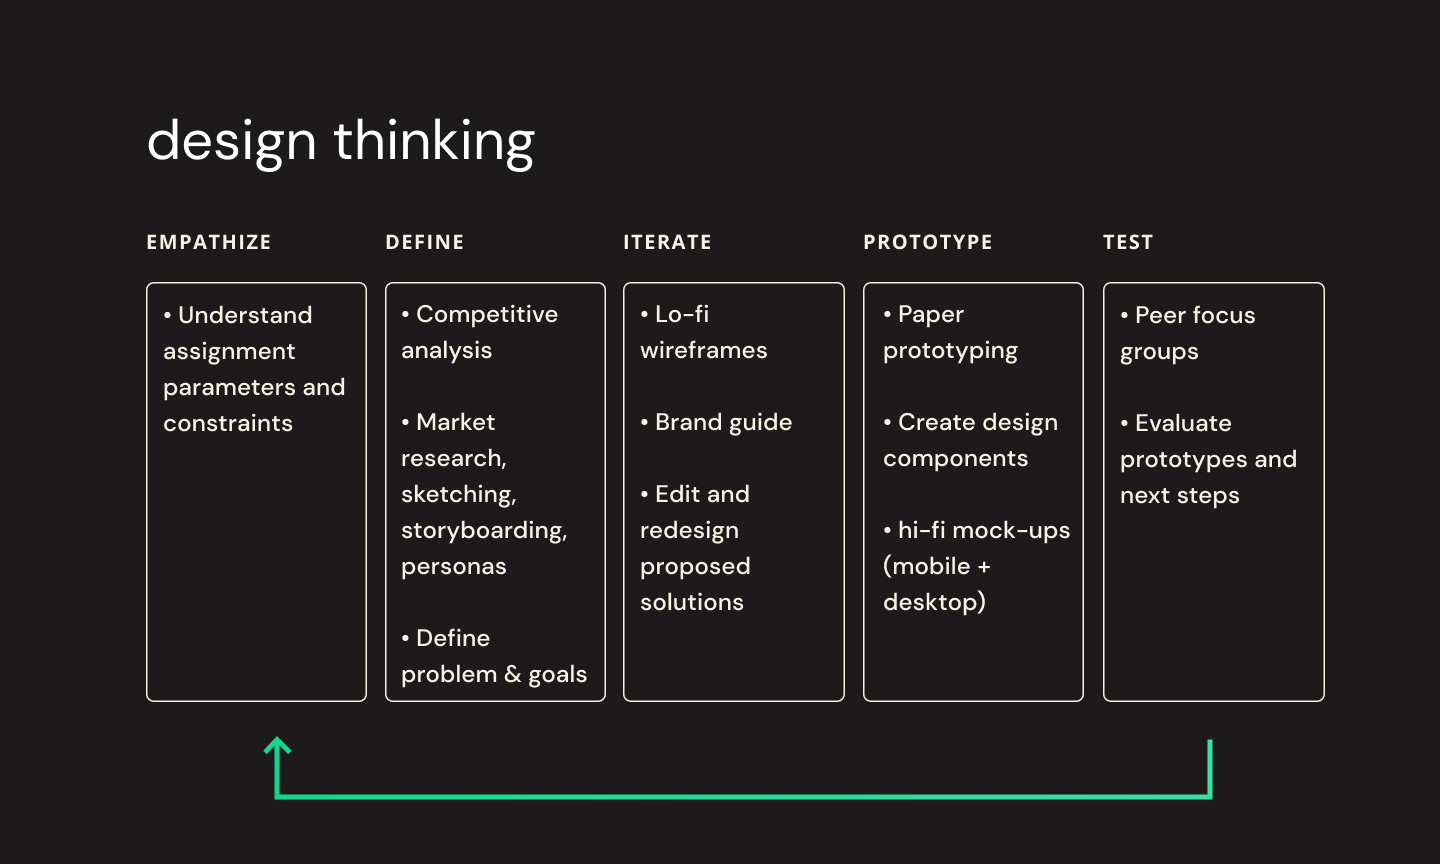 design thinking
EMPATHIZE
• Understand
assignment
parameters and
constraints
DEFINE
• Competitive
analysis
• Market
research,
sketching,
storyboarding,
personas
• Define
problem & goals
ITERATE
• Lo-fi
wireframes
• Brand guide
• Edit and
redesign
proposed
solutions
PROTOTYPE
• Paper
prototyping
• Create design
components
• hi-fi mock-ups
(mobile +
desktop)
TEST
• Peer focus
groups
• Evaluate
prototypes and
next steps